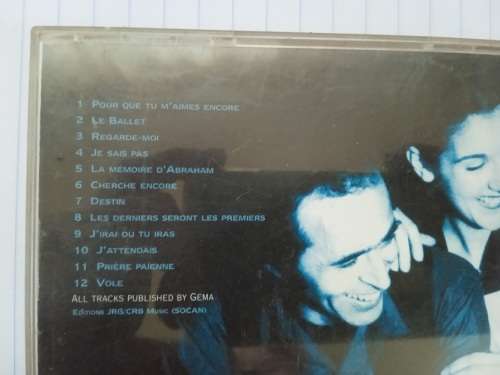 1 Pour que tu m'aimes encore
2 Le Ballet
3 Regarde-moi
4 Je sais pas
5 La mémoire d'Abraham
6 Cherche encore
7 Destin
8 Les derniers seront les premiers
9 J'irai ou tu iras
10 J'attendais
11 Prière païenne
12 Vole
All tracks published by Gema
Editions JRG/CRB Music (SOCAN)